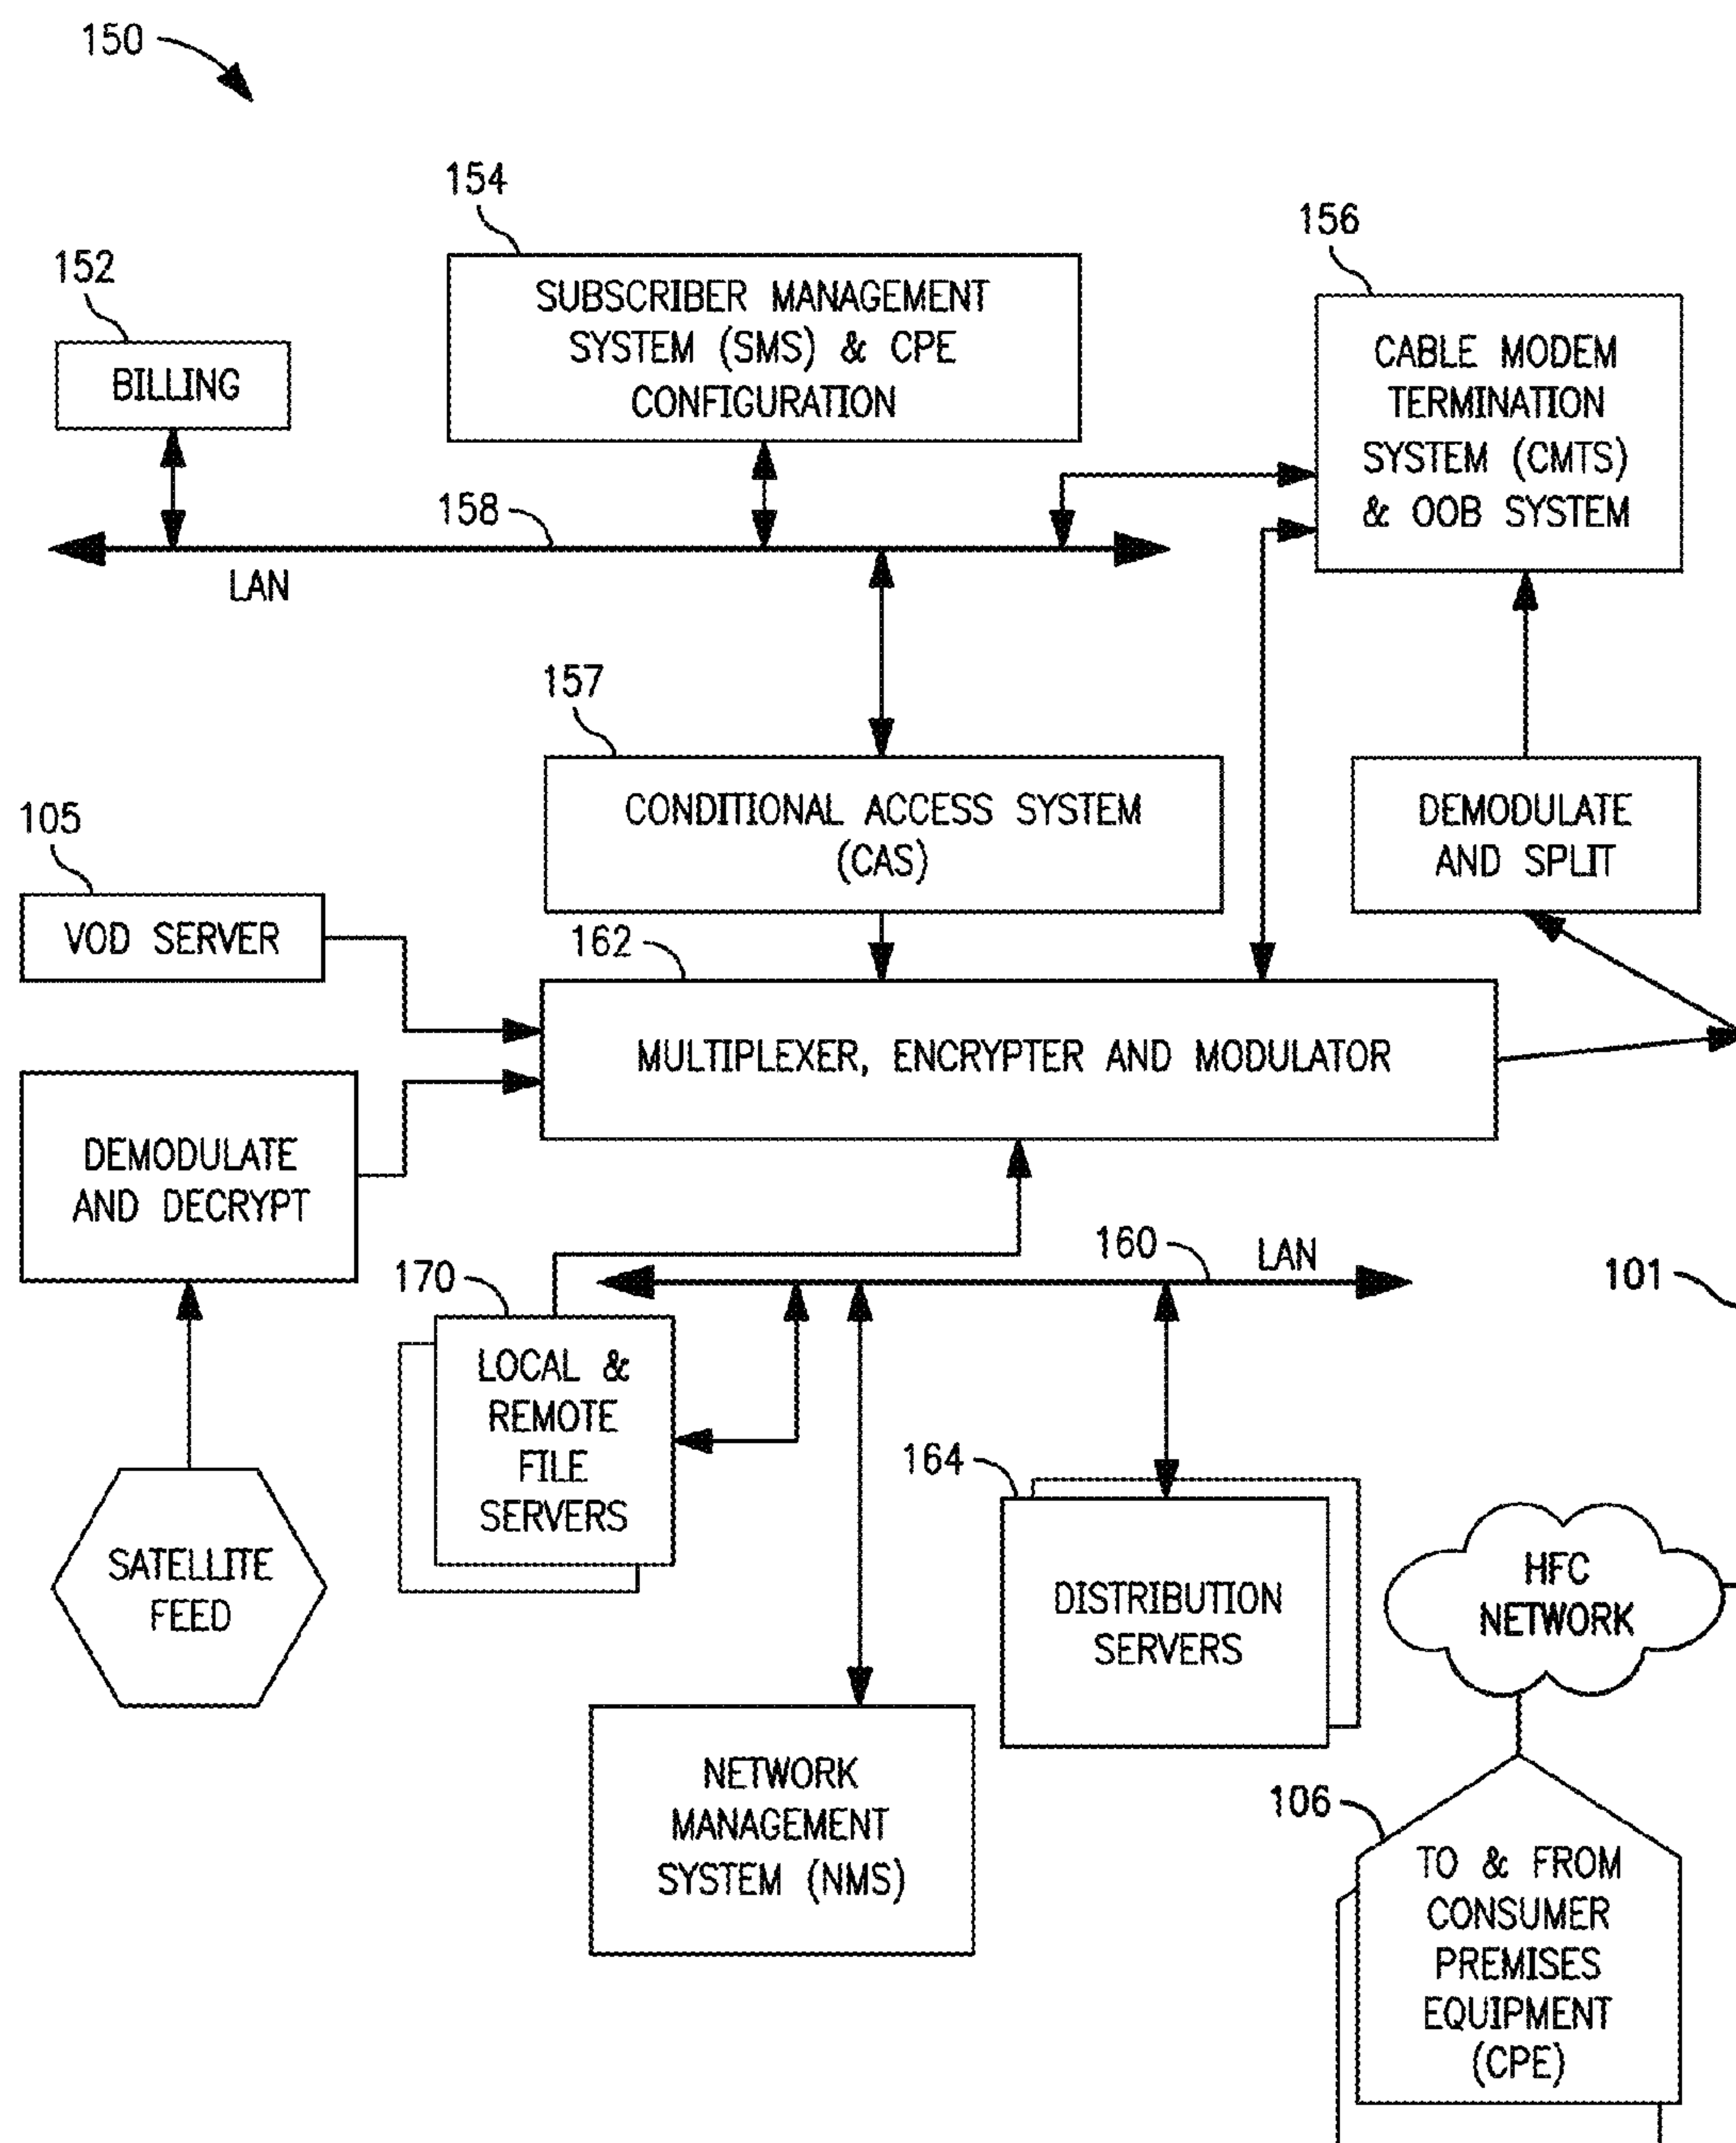 150
154
156
152
SUBSCRIBER MANAGEMENT
SYSTEM (SMS) & CPE
CONFIGURATION
CABLE MODEM
TERMINATION
SYSTEM (CMTS)
& OOB SYSTEM
BILLING
158
LAN
157
CONDITIONAL ACCESS SYSTEM
(CAS)
DEMODULATE
AND SPLIT
105
VOD SERVER
162
MULTIPLEXER, ENCRYPTER AND MODULATOR
DEMODULATE
AND DECRYPT
160
LAN
170
101
LOCAL &
REMOTE
FILE
SERVERS
164
SATELLITE
FEED
DISTRIBUTION
SERVERS
HFC
NETWORK
NETWORK
MANAGEMENT
SYSTEM (NMS)
106
TO & FROM
CONSUMER
PREMISES
EQUIPMENT
(CPE)